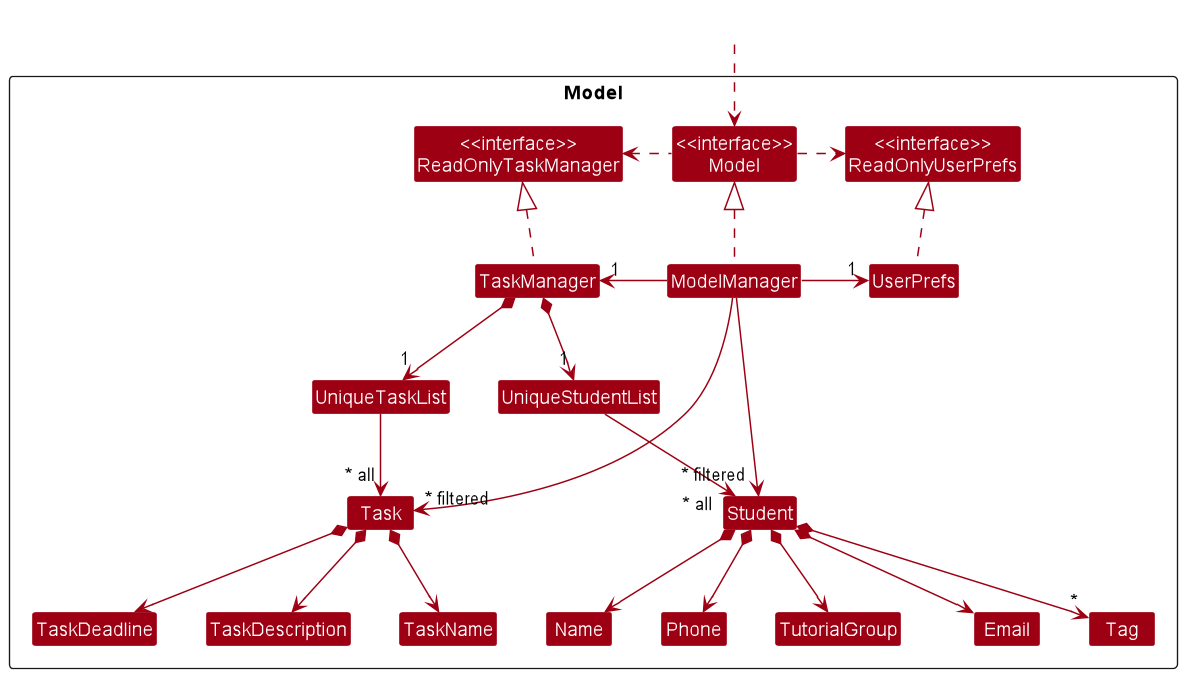 Model
<<interface>>
ReadOnlyTaskManager
<<interface>>
Model
<<interface>>
ReadOnlyUserPrefs
TaskManager
1
ModelManager
1
UserPrefs
1
1
UniqueTaskList
UniqueStudentList
* all
* filtered
* filtered
* all
Task
Student
*
TaskDeadline
TaskDescription
TaskName
Name
Phone
TutorialGroup
Email
Tag